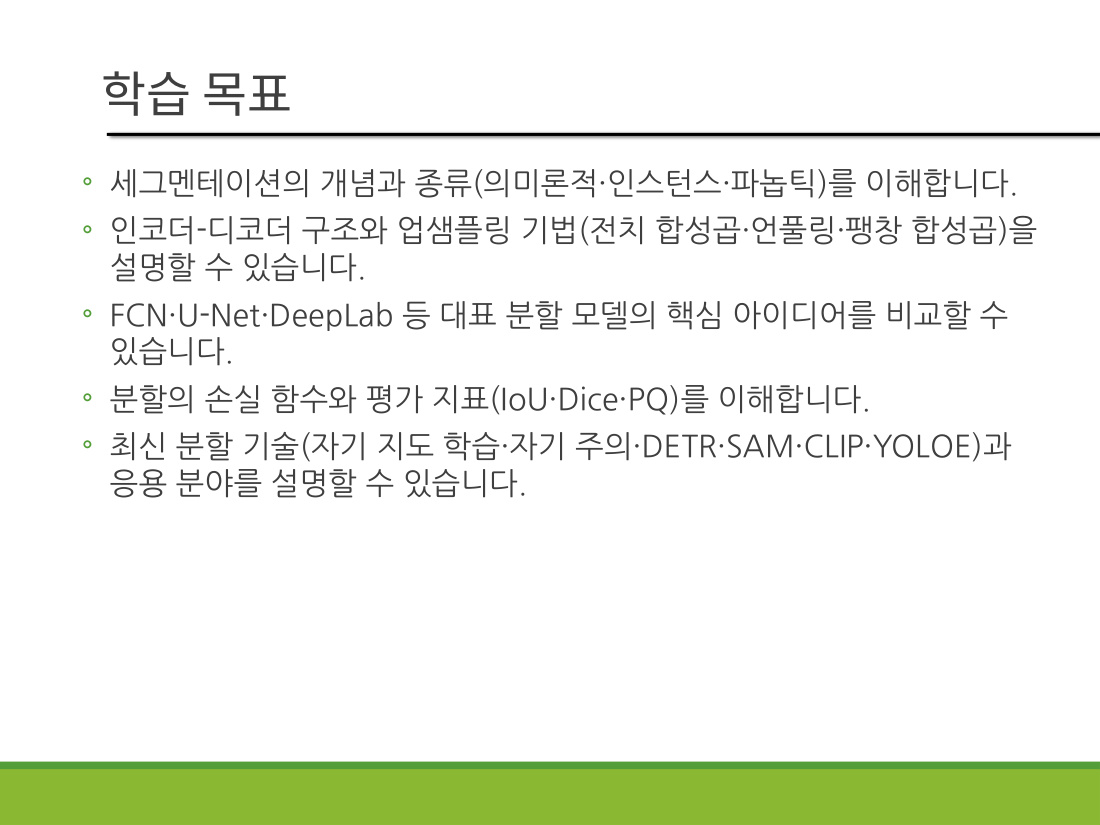 학습 목표
◦ 세그멘테이션의 개념과 종류(의미론적·인스턴스·파놉틱)를 이해합니다.
◦ 인코더-디코더 구조와 업샘플링 기법(전치 합성곱·언풀링·팽창 합성곱)을
설명할 수 있습니다.
◦ FCN·U-Net·DeepLab 등 대표 분할 모델의 핵심 아이디어를 비교할 수
있습니다.
◦ 분할의 손실 함수와 평가 지표(IoU·Dice·PQ)를 이해합니다.
◦ 최신 분할 기술(자기 지도 학습·자기 주의·DETR·SAM·CLIP·YOLOE)과
응용 분야를 설명할 수 있습니다.